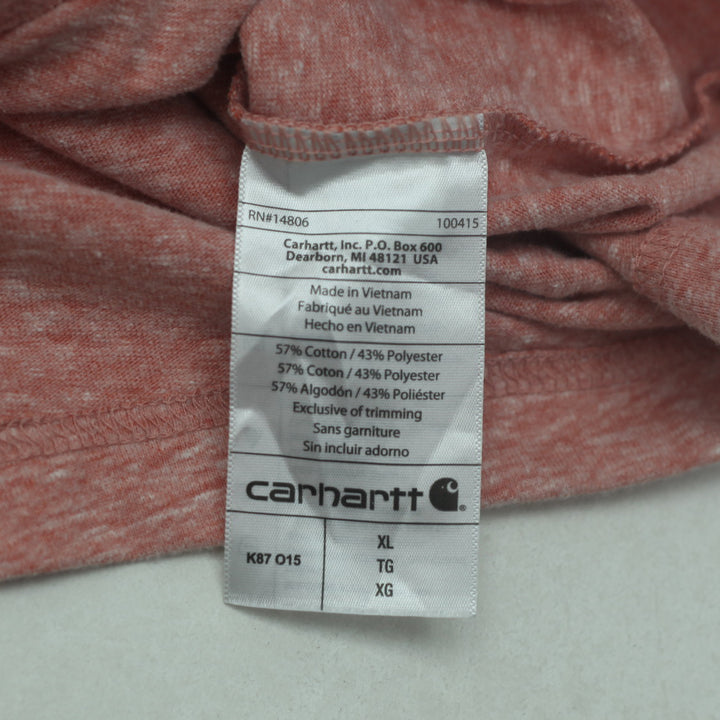 RN#14806 100415
Carhartt, Inc. P.O. Box 600
Dearborn, MI 48121 USA
carhartt.com
Made in Vietnam
Fabriqué au Vietnam
Hecho en Vietnam
57% Cotton / 43% Polyester
57% Coton / 43% Polyester
57% Algodón / 43% Poliéster
Exclusive of trimming
Sans garniture
Sin incluir adorno
carhartt ®
K87 O15
XL
TG
XG